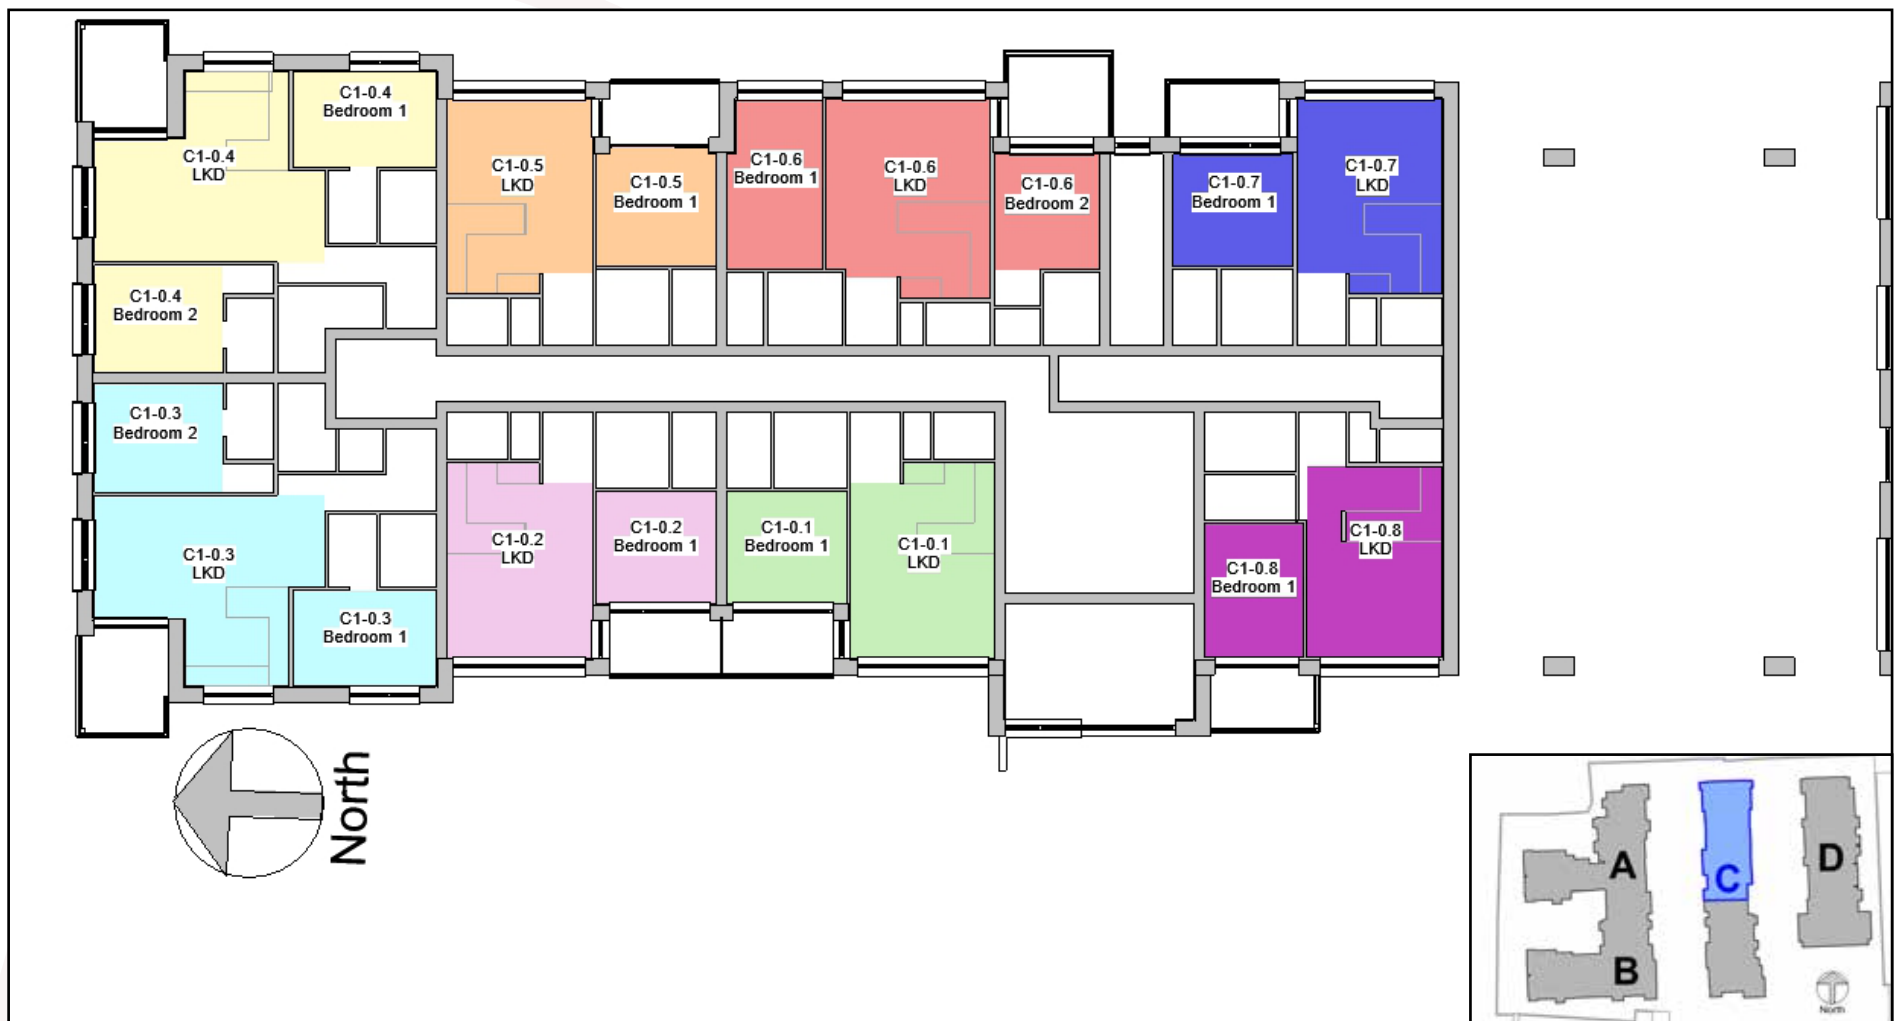 C1-0.4
Bedroom 1
C1-0.4
LKD
C1-0.5
LKD
C1-0.5
Bedroom 1
C1-0.6
Bedroom 1
C1-0.6
LKD
C1-0.6
Bedroom 2
C1-0.7
Bedroom 1
C1-0.7
LKD
C1-0.4
Bedroom 2
C1-0.3
Bedroom 2
C1-0.3
LKD
C1-0.3
Bedroom 1
C1-0.2
LKD
C1-0.2
Bedroom 1
C1-0.1
Bedroom 1
C1-0.1
LKD
C1-0.8
Bedroom 1
C1-0.8
LKD
North
A
B
C
D
North